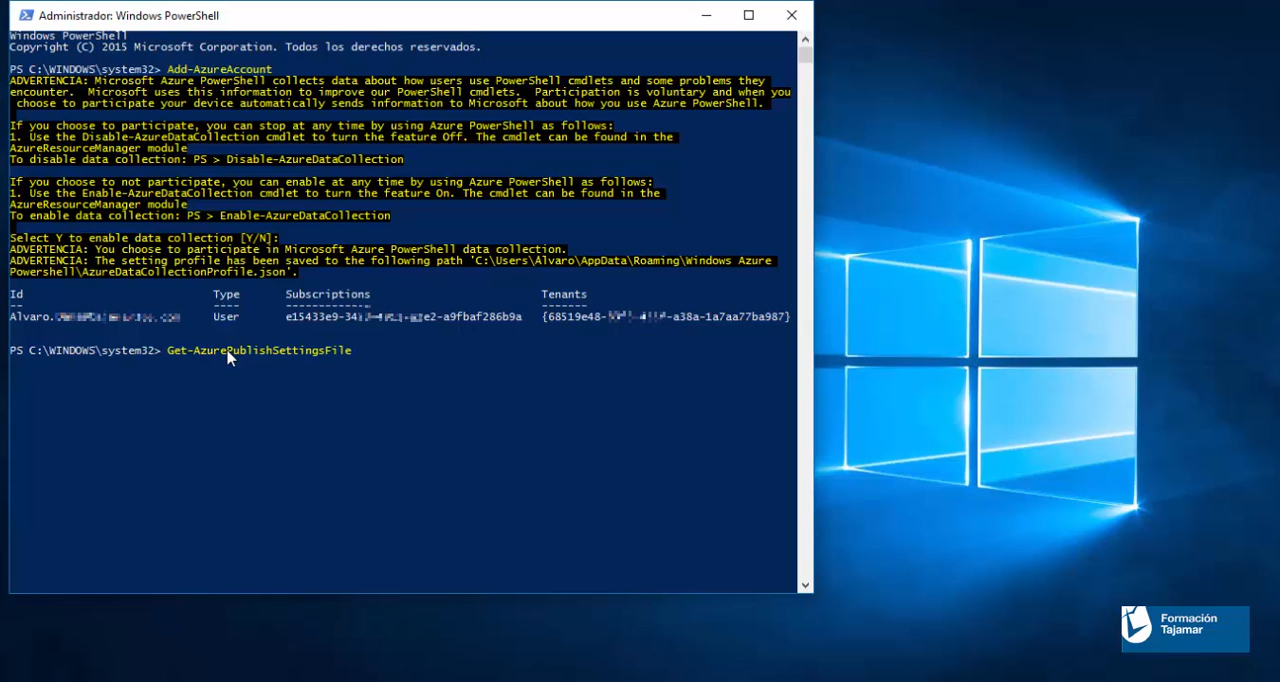 Administrador: Windows PowerShell
Windows PowerShell
Copyright (C) 2015 Microsoft Corporation. Todos los derechos reservados.
PS C:\WINDOWS\system32> Add-AzureAccount
ADVERTENCIA: Microsoft Azure PowerShell collects data about how users use PowerShell cmdlets and some problems they
encounter.  Microsoft uses this information to improve our PowerShell cmdlets.  Participation is voluntary and when you
choose to participate your device automatically sends information to Microsoft about how you use Azure PowerShell.
If you choose to participate, you can stop at any time by using Azure PowerShell as follows:
1. Use the Disable-AzureDataCollection cmdlet to turn the feature Off. The cmdlet can be found in the
AzureResourceManager module
To disable data collection: PS > Disable-AzureDataCollection
If you choose to not participate, you can enable at any time by using Azure PowerShell as follows:
1. Use the Enable-AzureDataCollection cmdlet to turn the feature On. The cmdlet can be found in the
AzureResourceManager module
To enable data collection: PS > Enable-AzureDataCollection
Select Y to enable data collection [Y/N]:
ADVERTENCIA: You choose to participate in Microsoft Azure PowerShell data collection.
ADVERTENCIA: The setting profile has been saved to the following path 'C:\Users\Alvaro\AppData\Roaming\Windows Azure
Powershell\AzureDataCollectionProfile.json'.
Id Type Subscriptions Tenants
-- ---- ------------- -------
Alvaro. User e15433e9-34 e2-a9fbaf286b9a {68519e48- -a38a-1a7aa77ba987}
PS C:\WINDOWS\system32> Get-AzurePublishSettingsFile
Formación
Tajamar